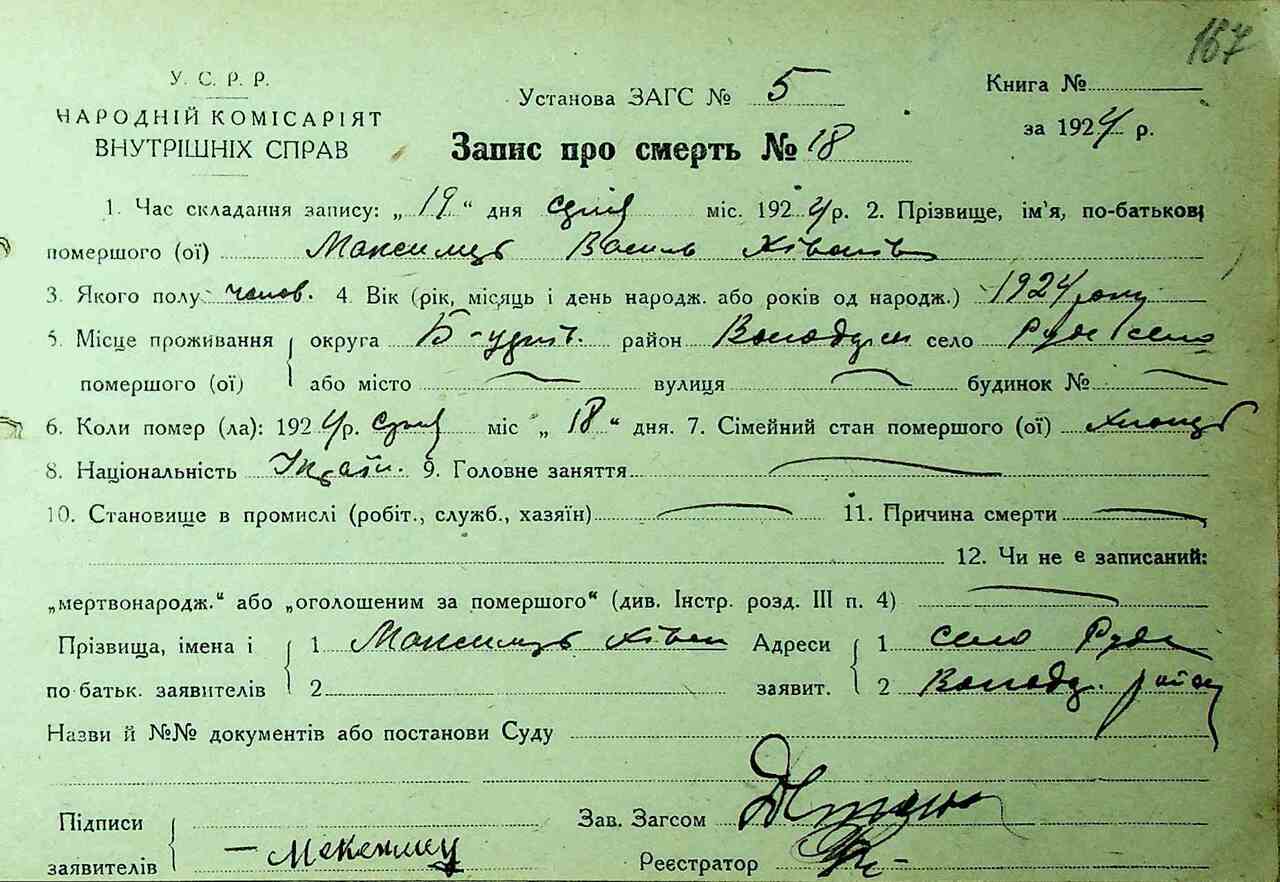 167
У. С. Р. Р.
НАРОДНІЙ КОМІСАРІЯТ
ВНУТРІШНІХ СПРАВ
Установа ЗАГС № 5
Книга №
за 1924 р.
Запис про смерть № 18
1. Час складання запису: „19“ дня січня міс. 1924 р. 2. Прізвище, ім'я, по-батькові
помершого (ої) Максимець Василь
3. Якого полу чолов. 4. Вік (рік, місяць і день народж. або років од народж.) 1924 року
5. Місце проживання округа район Володар село Руде село
помершого (ої) або місто вулиця будинок №
6. Коли помер (ла): 1924 р. січня міс „18“ дня. 7. Сімейний стан помершого (ої) хлопець
8. Національність Україн. 9. Головне заняття
10. Становище в промислі (робіт., служб., хазяїн) 11. Причина смерти
12. Чи не є записаний:
„мертвонародж.“ або „оголошеним за помершого“ (див. Інстр. розд. III п. 4)
Прізвища, імена і 1 Максимець Адреси 1 село Руде
по батьк. заявителів 2 заявит. 2 Володар. район
Назви й №№ документів або постанови Суду
Підписи
заявителів
Зав. Загсом
Реєстратор